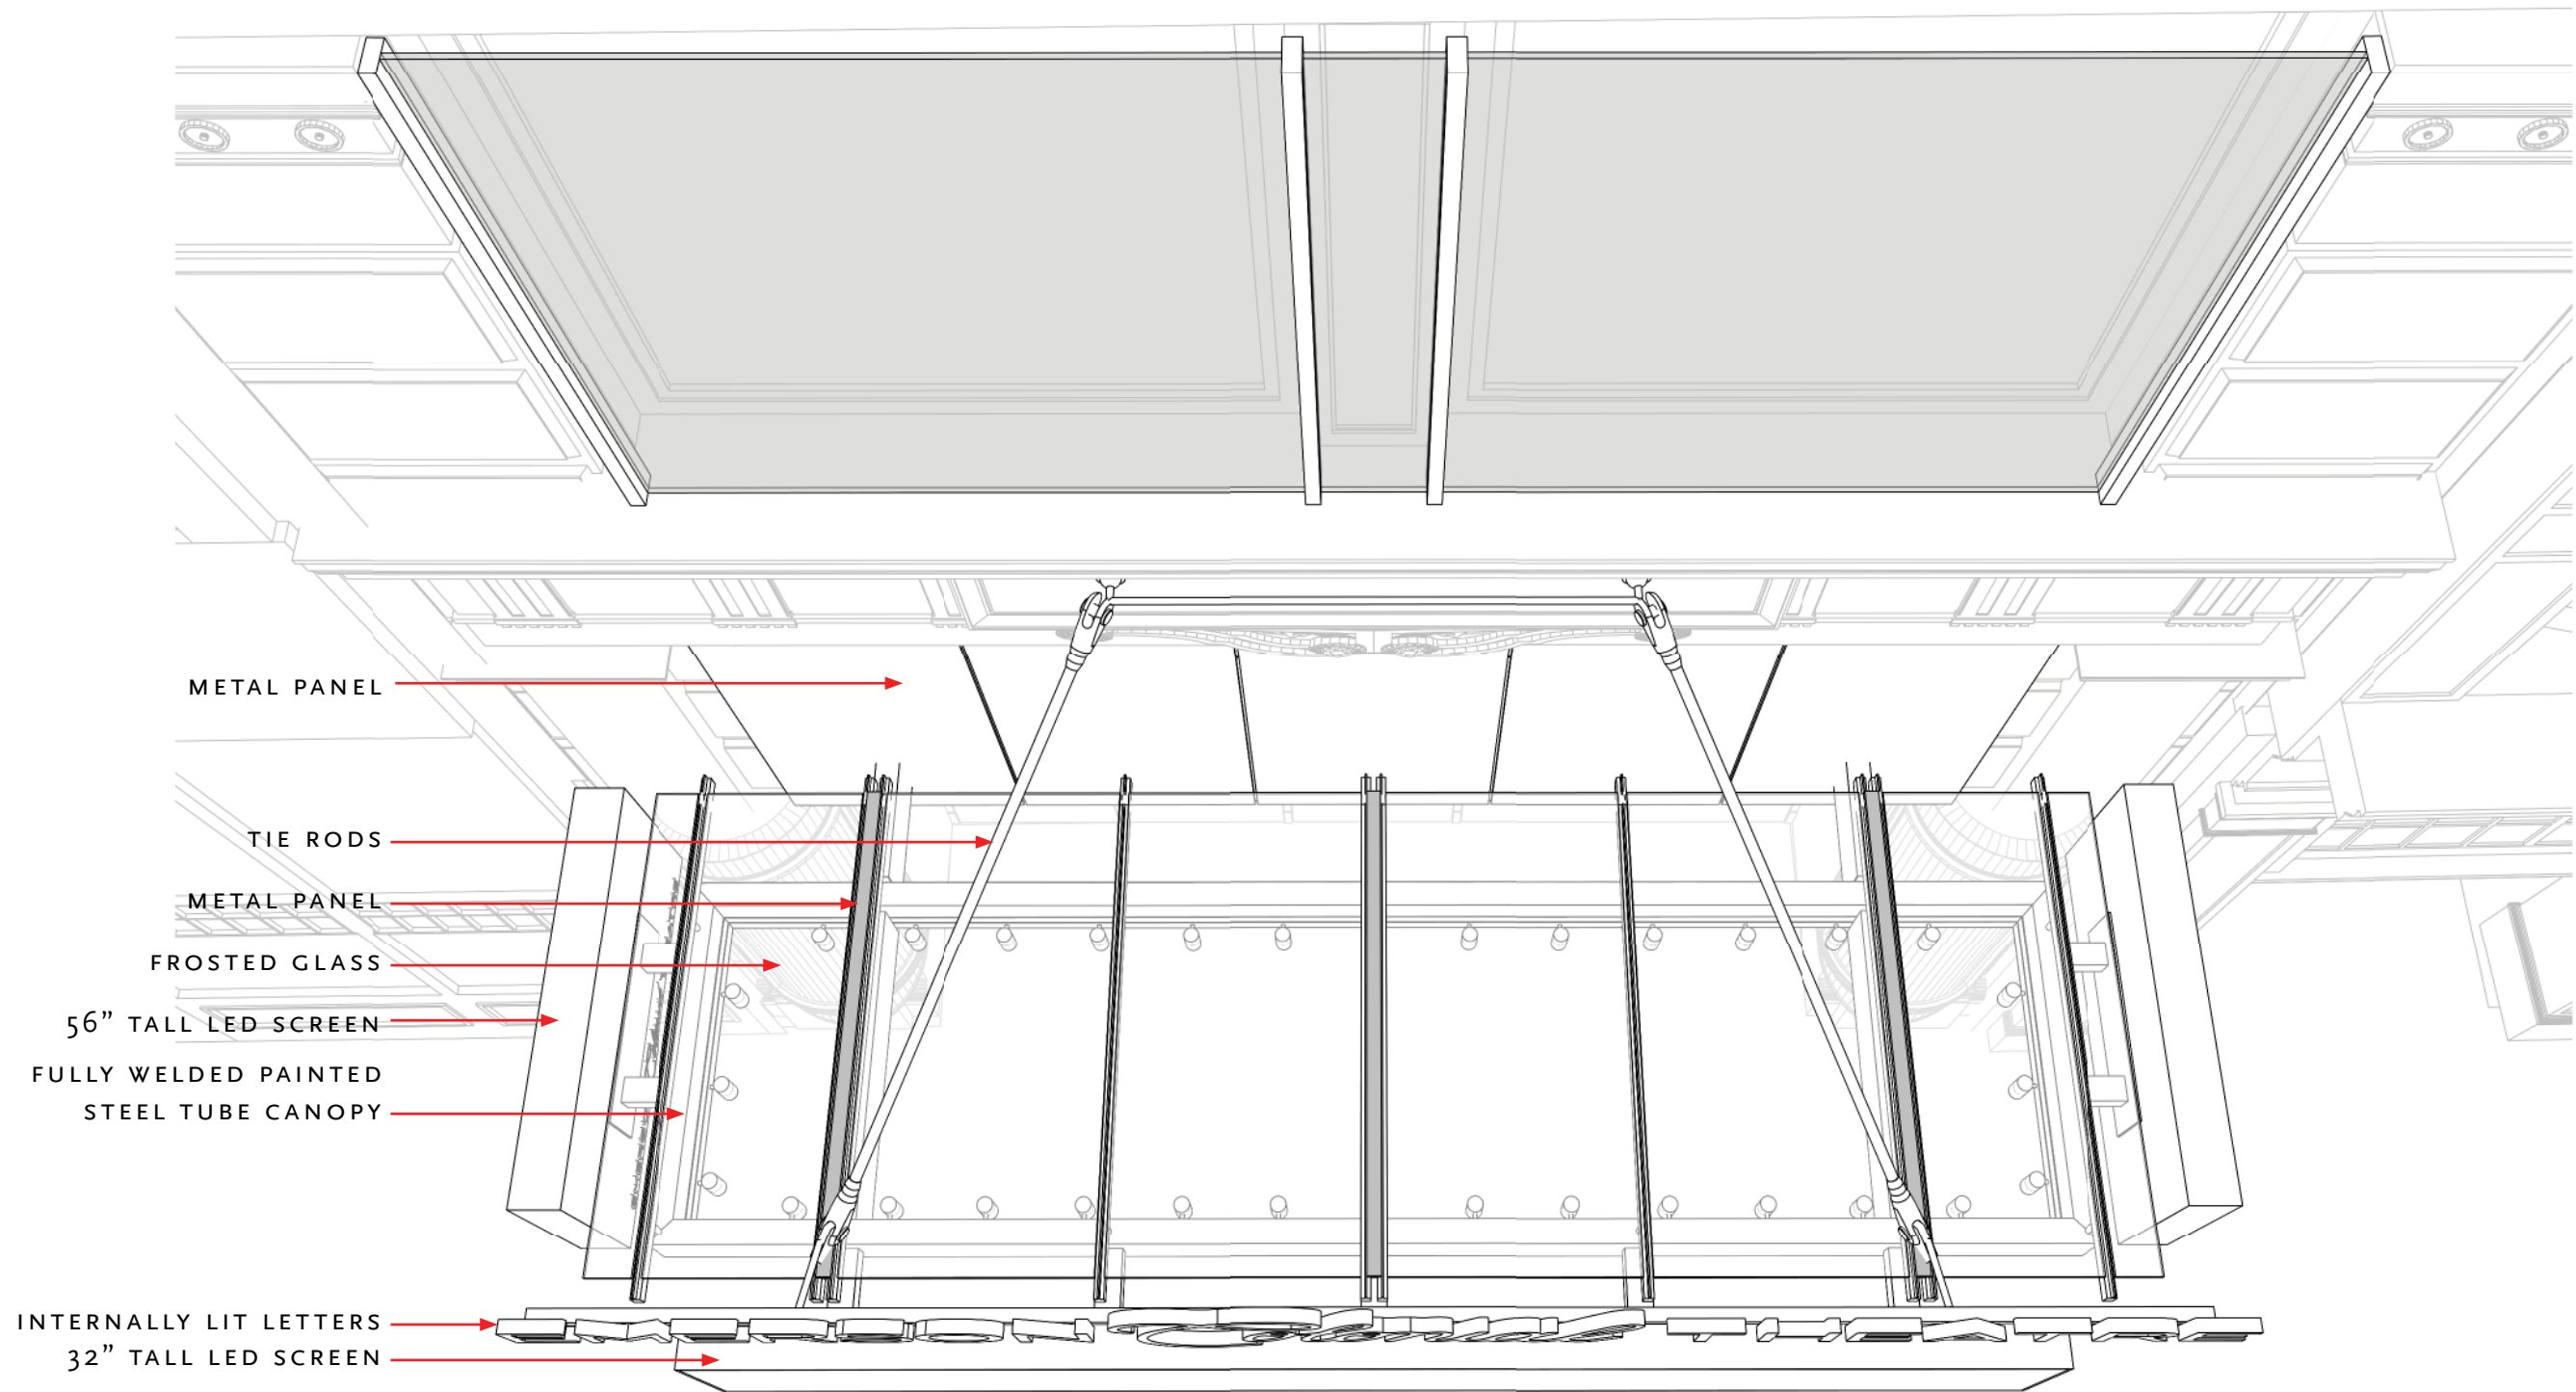 METAL PANEL
TIE RODS
METAL PANEL
FROSTED GLASS
56” TALL LED SCREEN
FULLY WELDED PAINTED
STEEL TUBE CANOPY
INTERNALLY LIT LETTERS
32” TALL LED SCREEN